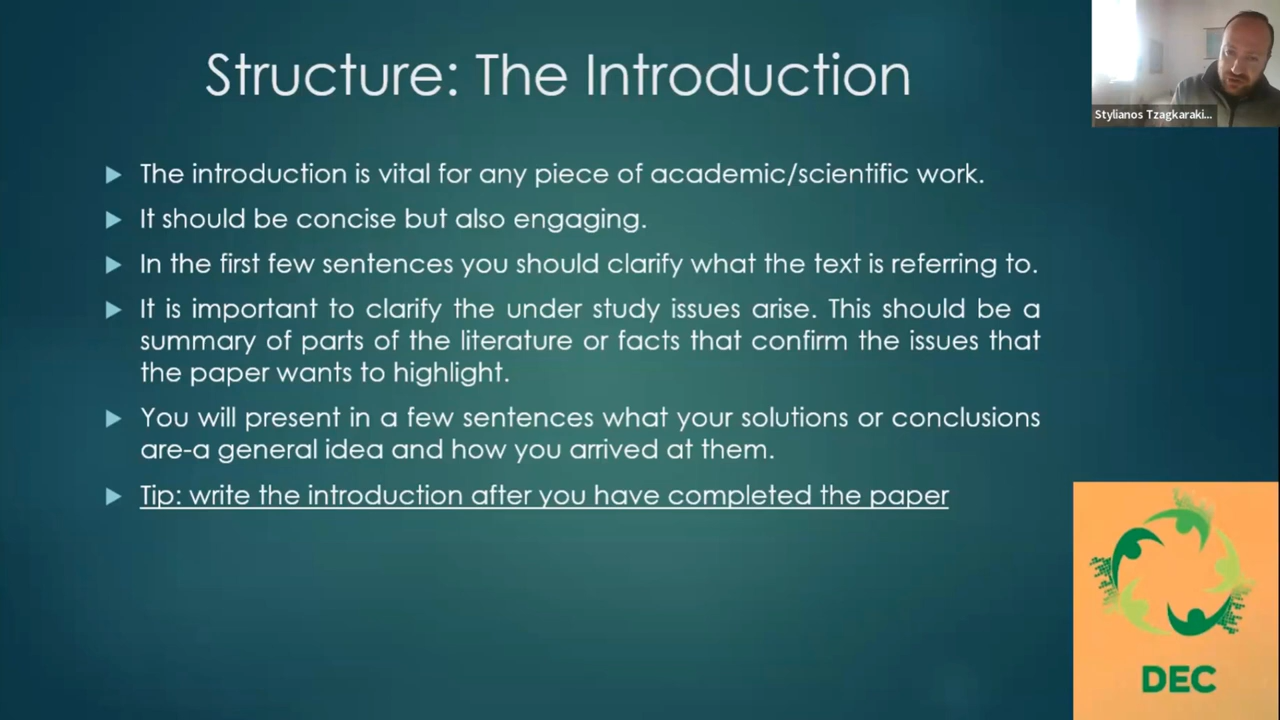 Structure: The Introduction
Stylianos Tzagkaraki...
The introduction is vital for any piece of academic/scientific work.
It should be concise but also engaging.
In the first few sentences you should clarify what the text is referring to.
It is important to clarify the under study issues arise. This should be a
summary of parts of the literature or facts that confirm the issues that
the paper wants to highlight.
You will present in a few sentences what your solutions or conclusions
are-a general idea and how you arrived at them.
Tip: write the introduction after you have completed the paper
DEC